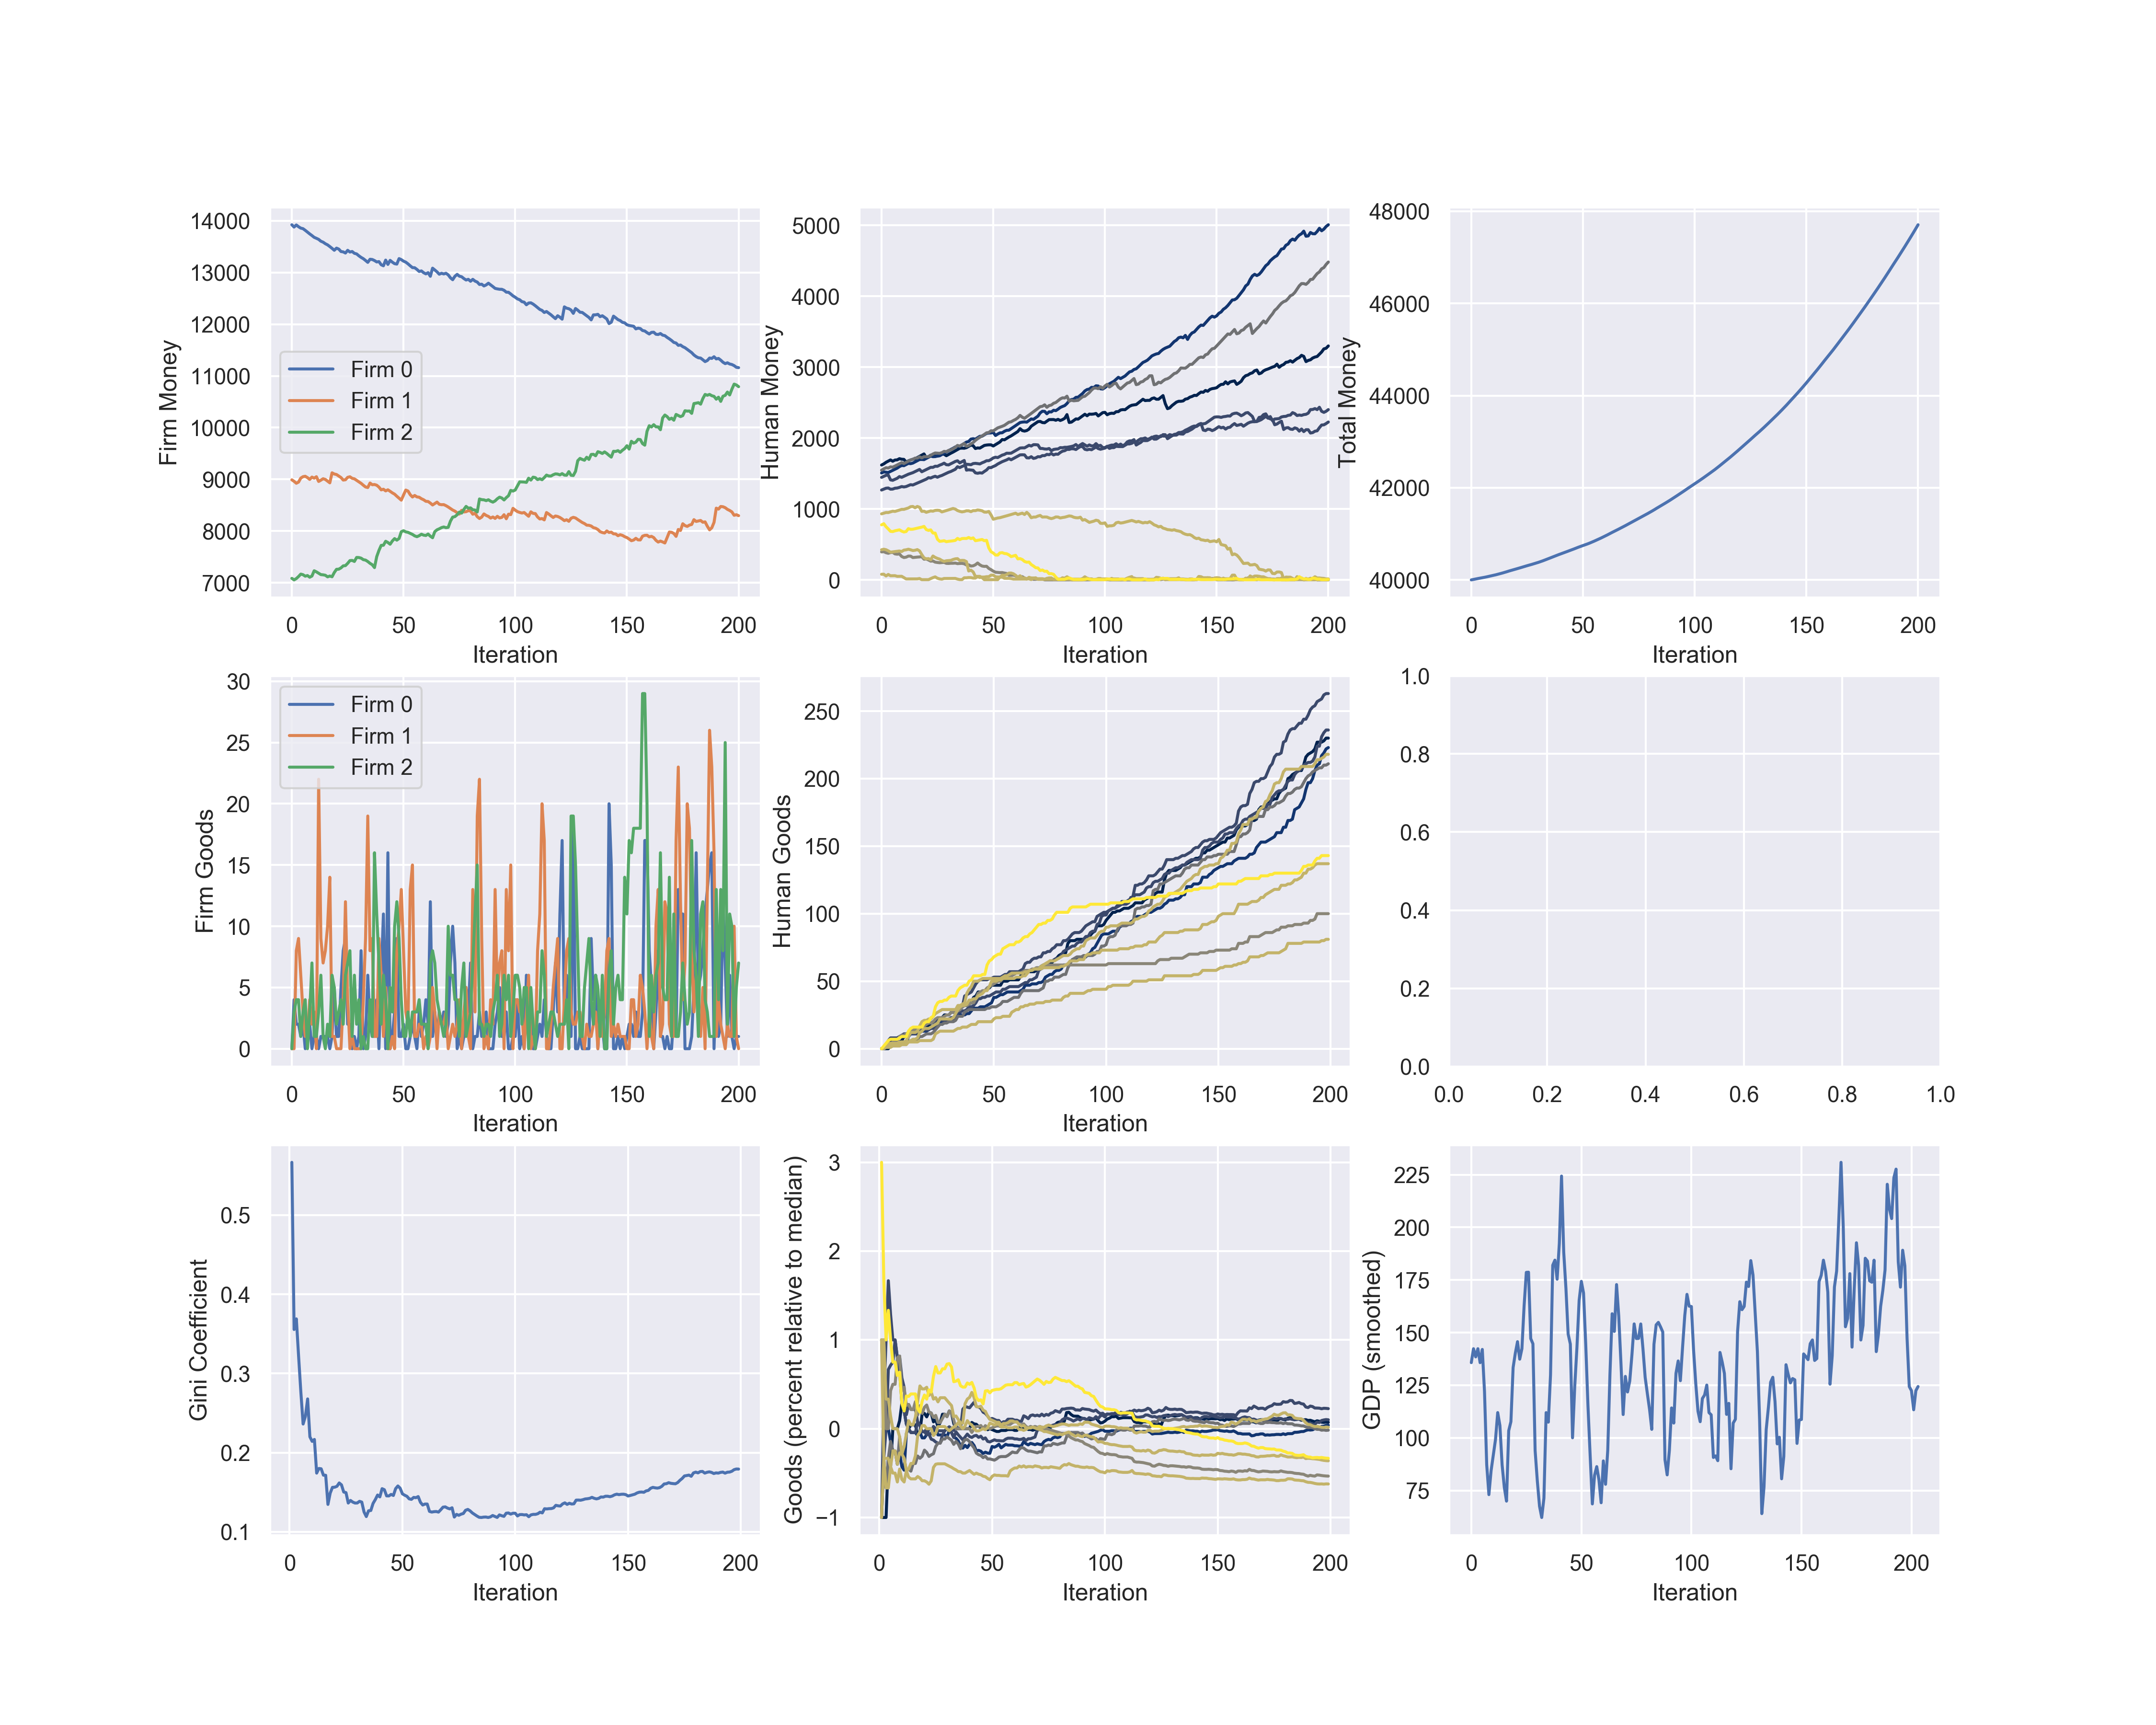 14000
13000
12000
11000
10000
9000
8000
7000
Firm Money
Firm 0
Firm 1
Firm 2
0 50 100 150 200
Iteration
5000
4000
3000
2000
1000
0
Human Money
0 50 100 150 200
Iteration
48000
46000
44000
42000
40000
Total Money
0 50 100 150 200
Iteration
30
25
20
15
10
5
0
Firm Goods
Firm 0
Firm 1
Firm 2
0 50 100 150 200
Iteration
250
200
150
100
50
0
Human Goods
0 50 100 150 200
Iteration
1.0
0.8
0.6
0.4
0.2
0.0
0.0 0.2 0.4 0.6 0.8 1.0
0.5
0.4
0.3
0.2
0.1
Gini Coefficient
0 50 100 150 200
Iteration
3
2
1
0
−1
Goods (percent relative to median)
0 50 100 150 200
Iteration
225
200
175
150
125
100
75
GDP (smoothed)
0 50 100 150 200
Iteration